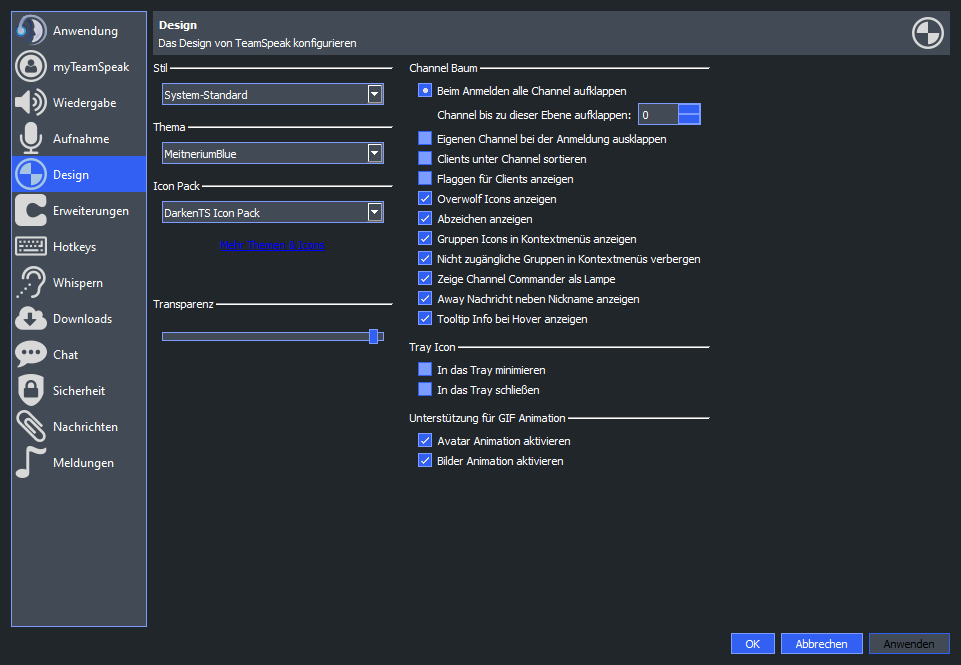 Anwendung
myTeamSpeak
Wiedergabe
Aufnahme
Design
Erweiterungen
Hotkeys
Whispern
Downloads
Chat
Sicherheit
Nachrichten
Meldungen
Design
Das Design von TeamSpeak konfigurieren
Stil
System-Standard
Thema
MeitneriumBlue
Icon Pack
DarkenTS Icon Pack
Mehr Themen & Icons
Transparenz
Channel Baum
Beim Anmelden alle Channel aufklappen
Channel bis zu dieser Ebene aufklappen: 0
Eigenen Channel bei der Anmeldung ausklappen
Clients unter Channel sortieren
Flaggen für Clients anzeigen
Overwolf Icons anzeigen
Abzeichen anzeigen
Gruppen Icons in Kontextmenüs anzeigen
Nicht zugängliche Gruppen in Kontextmenüs verbergen
Zeige Channel Commander als Lampe
Away Nachricht neben Nickname anzeigen
Tooltip Info bei Hover anzeigen
Tray Icon
In das Tray minimieren
In das Tray schließen
Unterstützung für GIF Animation
Avatar Animation aktivieren
Bilder Animation aktivieren
OK Abbrechen Anwenden